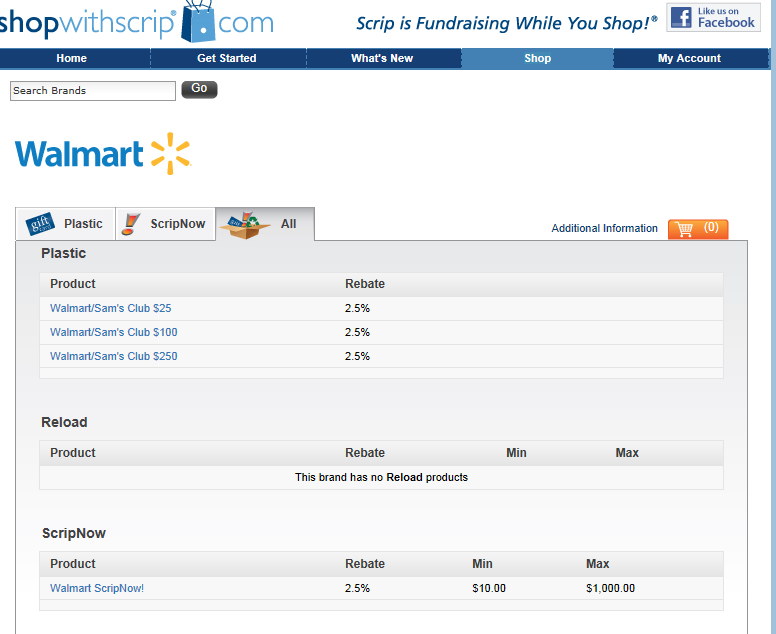 shopwithscrip® com
Scrip is Fundraising While You Shop!®
Like us on
Facebook
Home Get Started What's New Shop My Account
Search Brands Go
Walmart
gift Plastic ScripNow All
Additional Information (0)
Plastic
Product Rebate
Walmart/Sam's Club $25 2.5%
Walmart/Sam's Club $100 2.5%
Walmart/Sam's Club $250 2.5%
Reload
Product Rebate Min Max
This brand has no Reload products
ScripNow
Product Rebate Min Max
Walmart ScripNow! 2.5% $10.00 $1,000.00